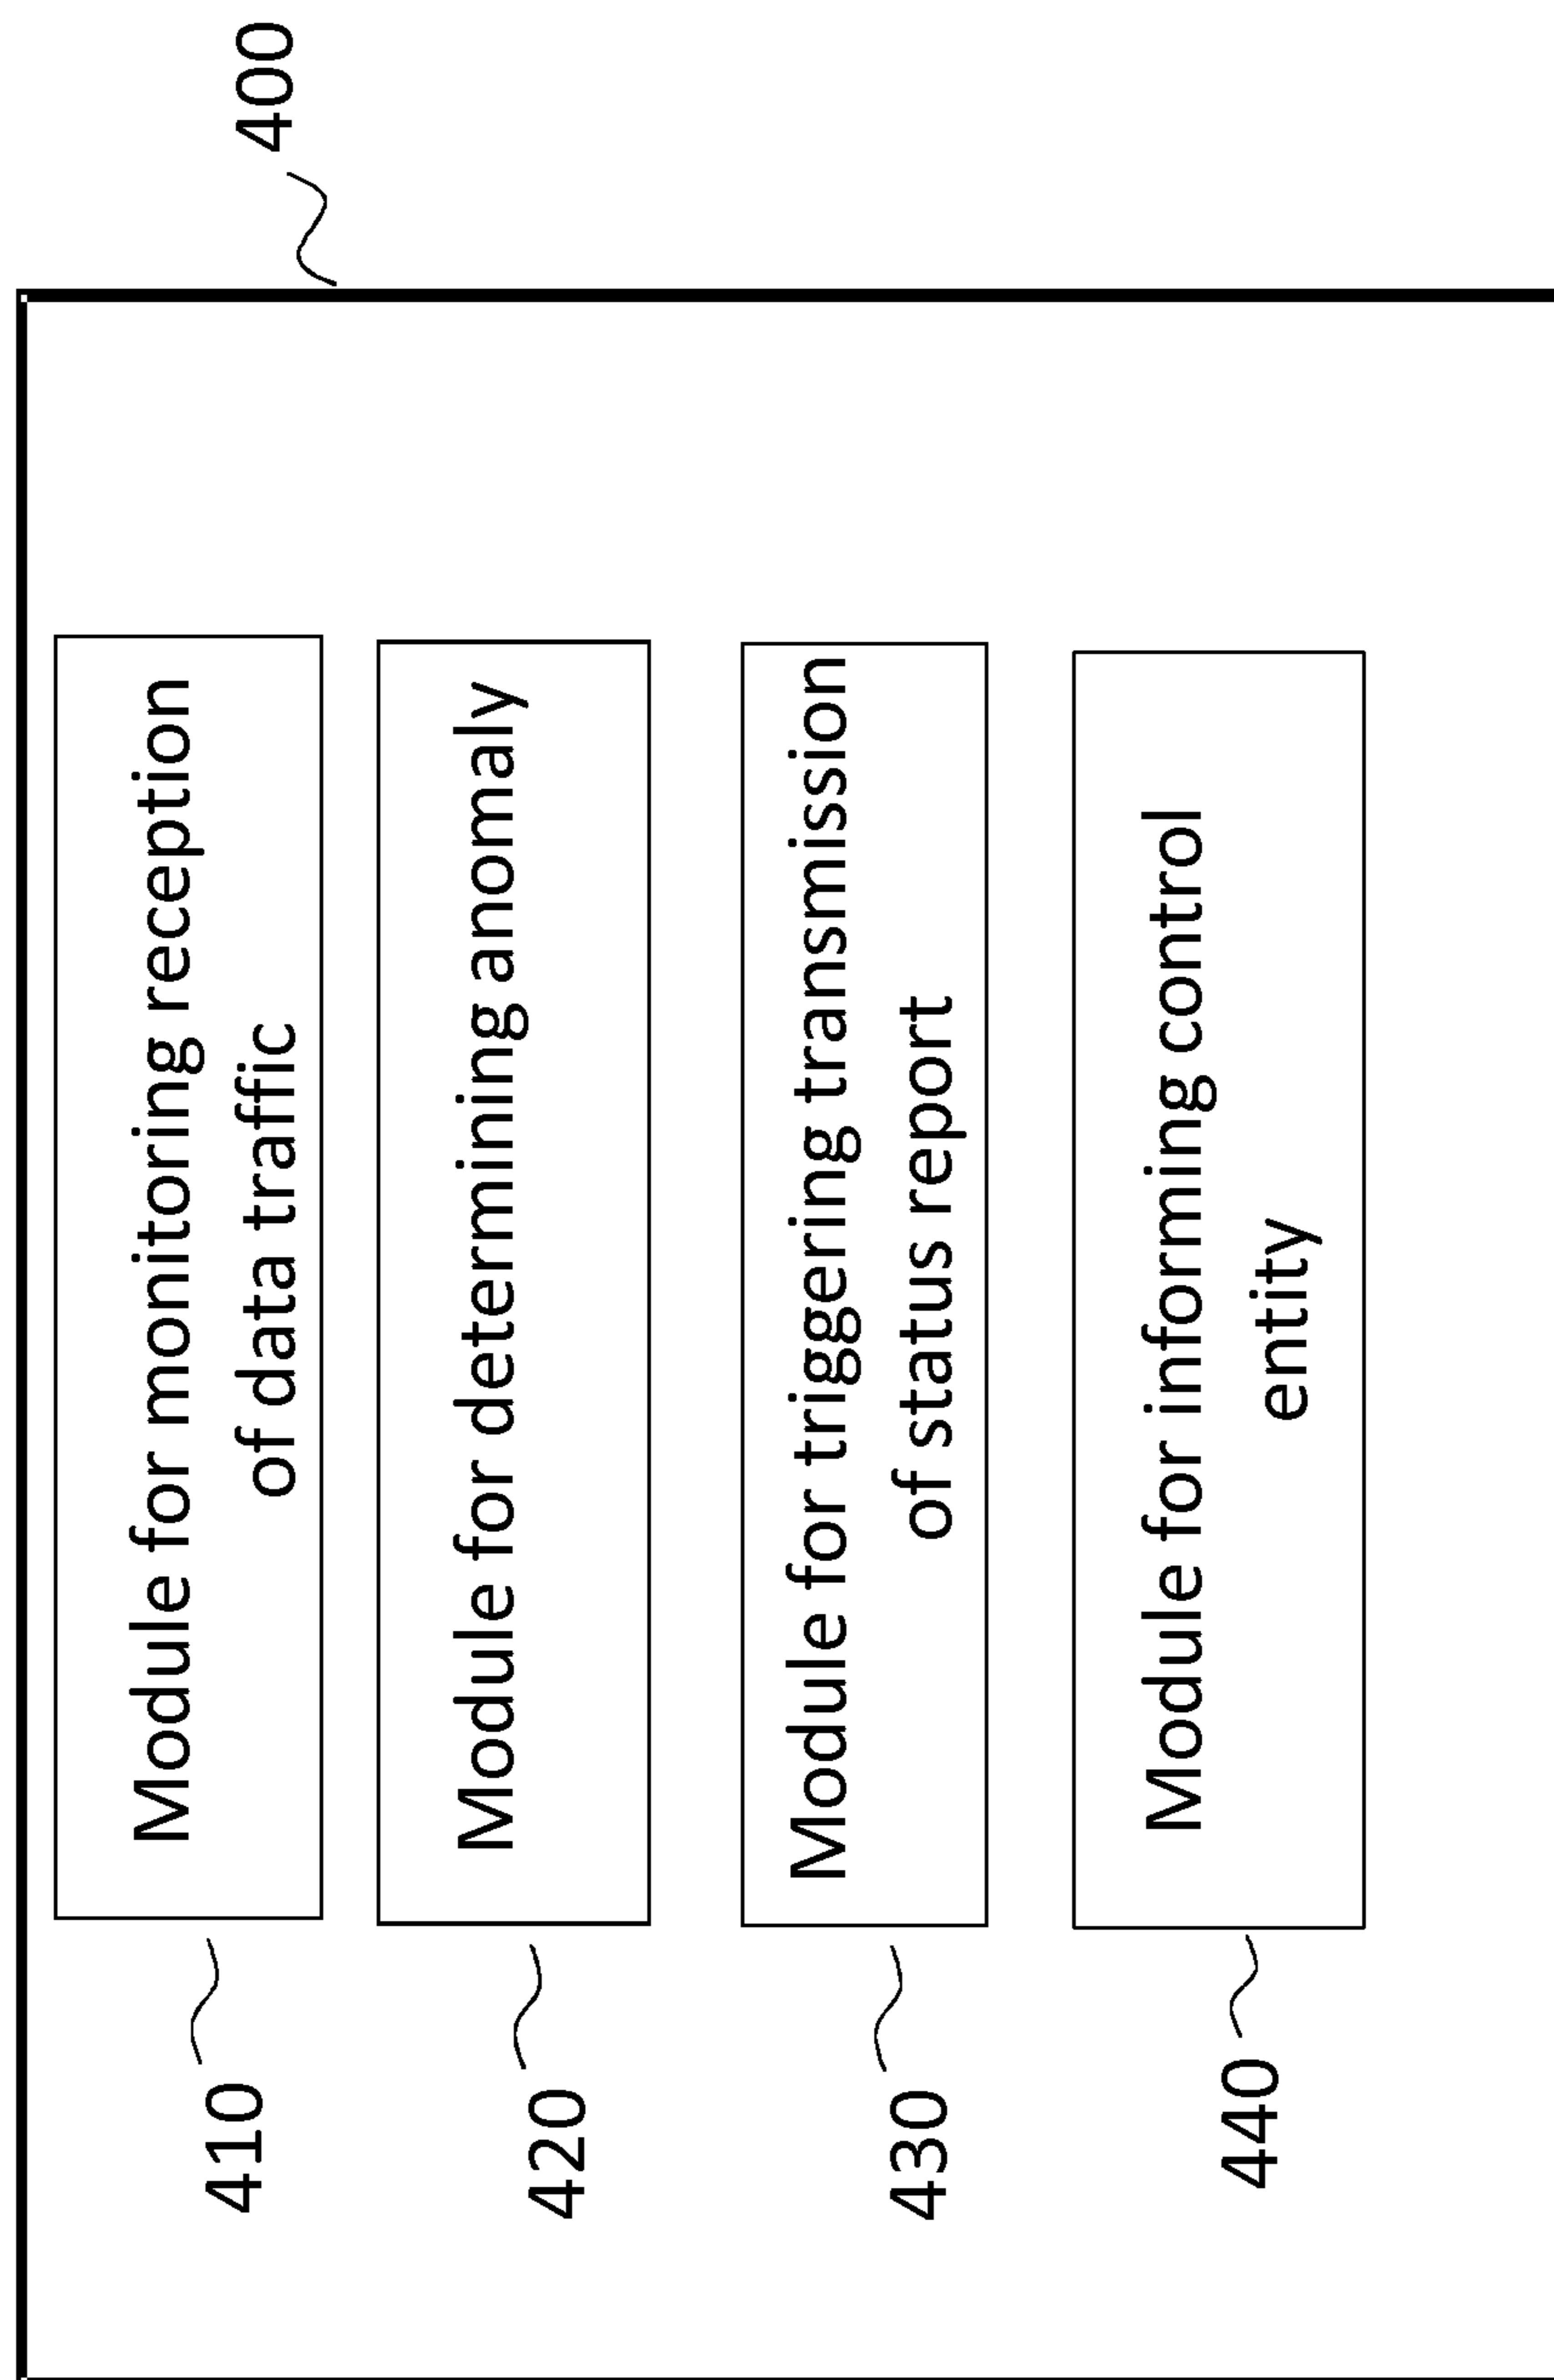 400
410
Module for monitoring reception
of data traffic
420
Module for determining anomaly
430
Module for triggering transmission
of status report
440
Module for informing control
entity